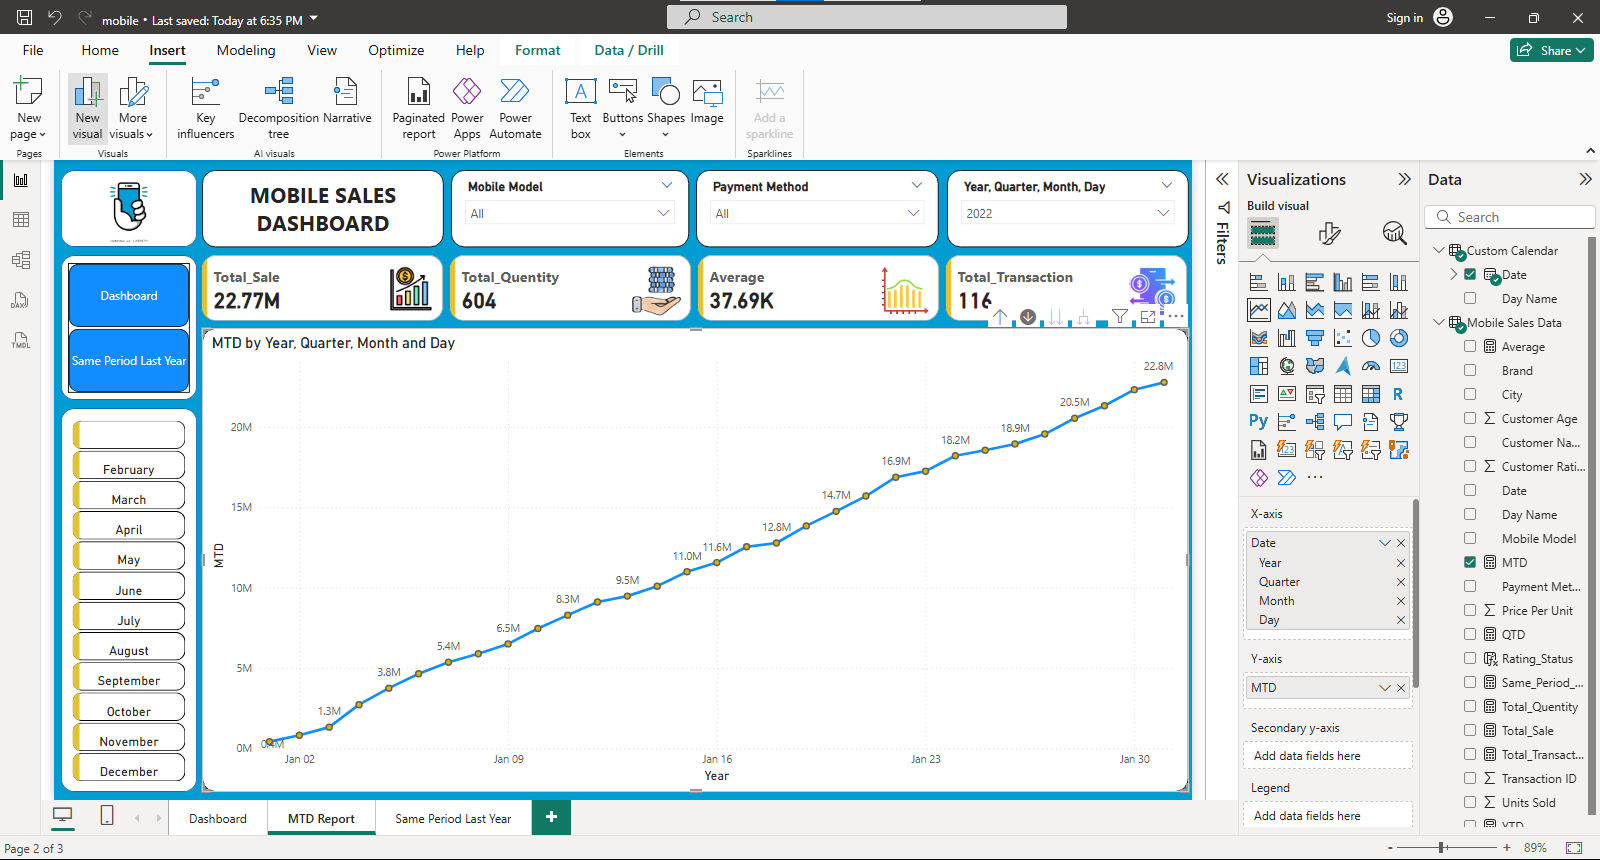 mobile • Last saved: Today at 6:35 PM
Search
Sign in
File
Home
Insert
Modeling
View
Optimize
Help
Format
Data / Drill
Share
New page
New visual
More visuals
Key influencers
Decomposition tree
Narrative
Paginated report
Power Apps
Power Automate
Text box
Buttons
Shapes
Image
Add a sparkline
Pages
Visuals
AI visuals
Power Platform
Elements
Sparklines
MOBILE SALES
DASHBOARD
Mobile Model
All
Payment Method
All
Year, Quarter, Month, Day
2022
Total_Sale
22.77M
Total_Quentity
604
Average
37.69K
Total_Transaction
116
Dashboard
Same Period Last Year
February
March
April
May
June
July
August
September
October
November
December
MTD by Year, Quarter, Month and Day
MTD
20M
15M
10M
5M
0M
0.4M
1.3M
3.8M
5.4M
6.5M
8.3M
9.5M
11.0M
11.6M
12.8M
14.7M
16.9M
18.2M
18.9M
20.5M
22.8M
Jan 02
Jan 09
Jan 16
Jan 23
Jan 30
Year
Filters
Visualizations
Build visual
123
R
Py
X-axis
Date
Year
Quarter
Month
Day
Y-axis
MTD
Secondary y-axis
Add data fields here
Legend
Add data fields here
Data
Search
Custom Calendar
Date
Day Name
Mobile Sales Data
Average
Brand
City
Customer Age
Customer Na...
Customer Rati...
Date
Day Name
Mobile Model
MTD
Payment Met...
Price Per Unit
QTD
Rating_Status
Same_Period_...
Total_Quentity
Total_Sale
Total_Transact...
Transaction ID
Units Sold
YTD
DAX
TMDL
Dashboard
MTD Report
Same Period Last Year
Page 2 of 3
- + 89%